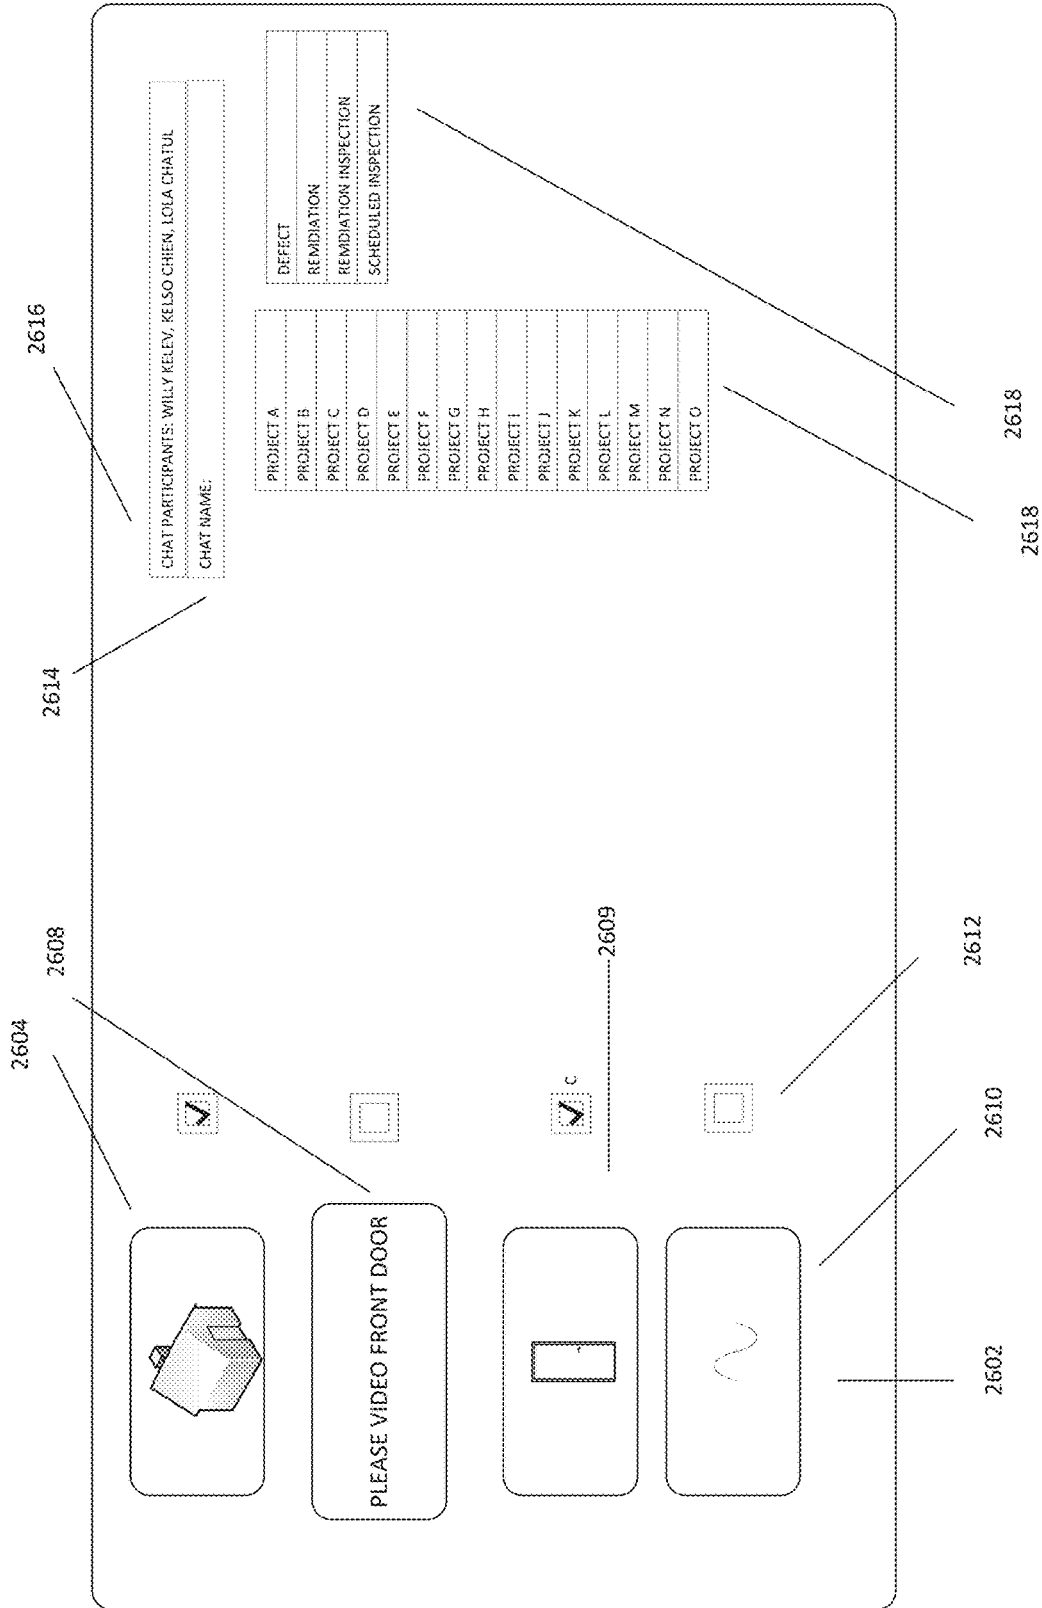 2604
2608
2614
2616
CHAT PARTICIPANTS: WILLY KELEV, KELSO CHIEN, LOLA CHATUL
CHAT NAME:
PROJECT A
PROJECT B
PROJECT C
PROJECT D
PROJECT E
PROJECT F
PROJECT G
PROJECT H
PROJECT I
PROJECT J
PROJECT K
PROJECT L
PROJECT M
PROJECT N
PROJECT O
DEFECT
REMDIATION
REMDIATION INSPECTION
SCHEDULED INSPECTION
PLEASE VIDEO FRONT DOOR
C
2609
2602
2610
2612
2618
2618